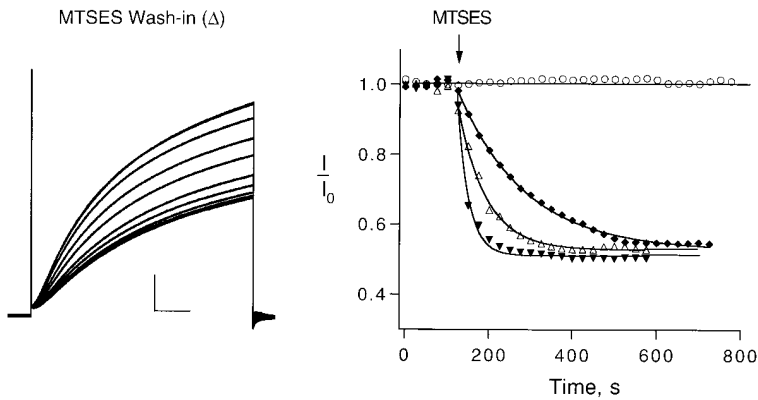 MTSES Wash-in (Δ)
MTSES
1.0
0.8
0.6
0.4
I
I₀
0 200 400 600 800
Time, s